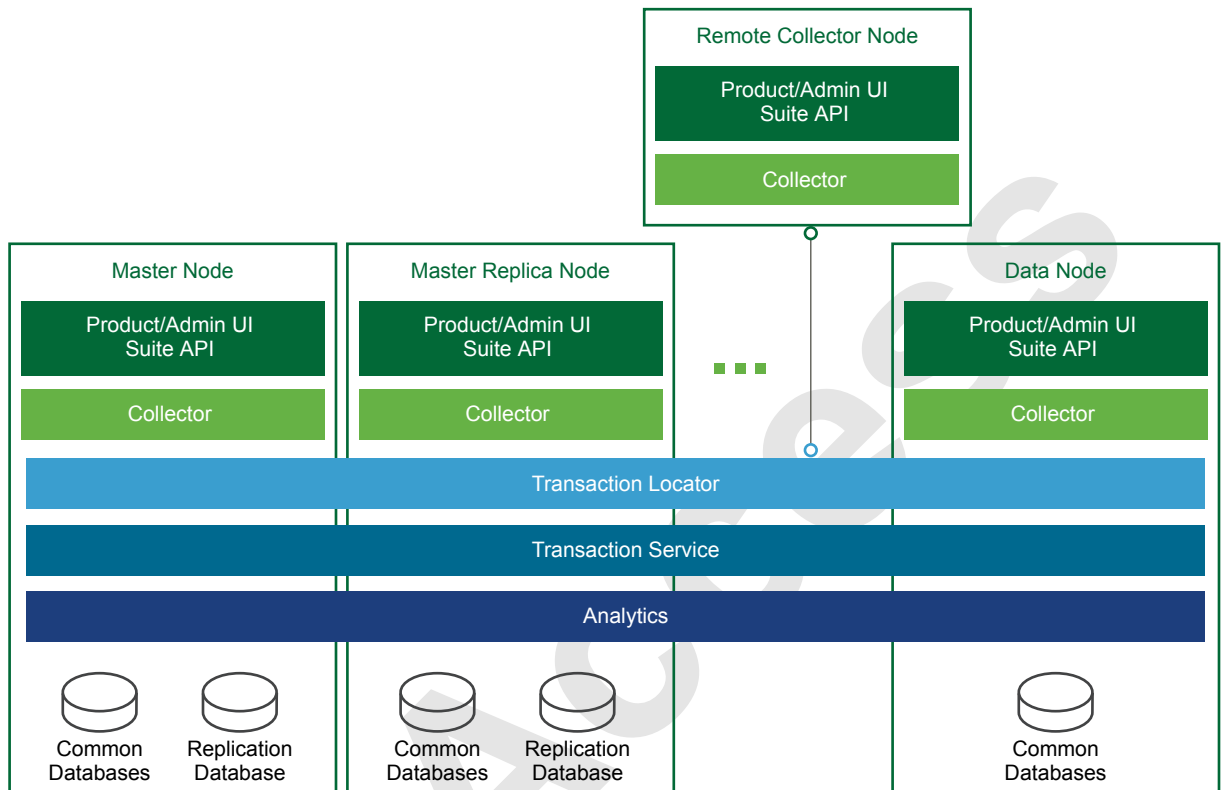 Remote Collector Node
Product/Admin UI
Suite API
Collector
Master Node
Product/Admin UI
Suite API
Collector
Master Replica Node
Product/Admin UI
Suite API
Collector
Data Node
Product/Admin UI
Suite API
Collector
Transaction Locator
Transaction Service
Analytics
Common
Databases
Replication
Database
Common
Databases
Replication
Database
Common
Databases
Access